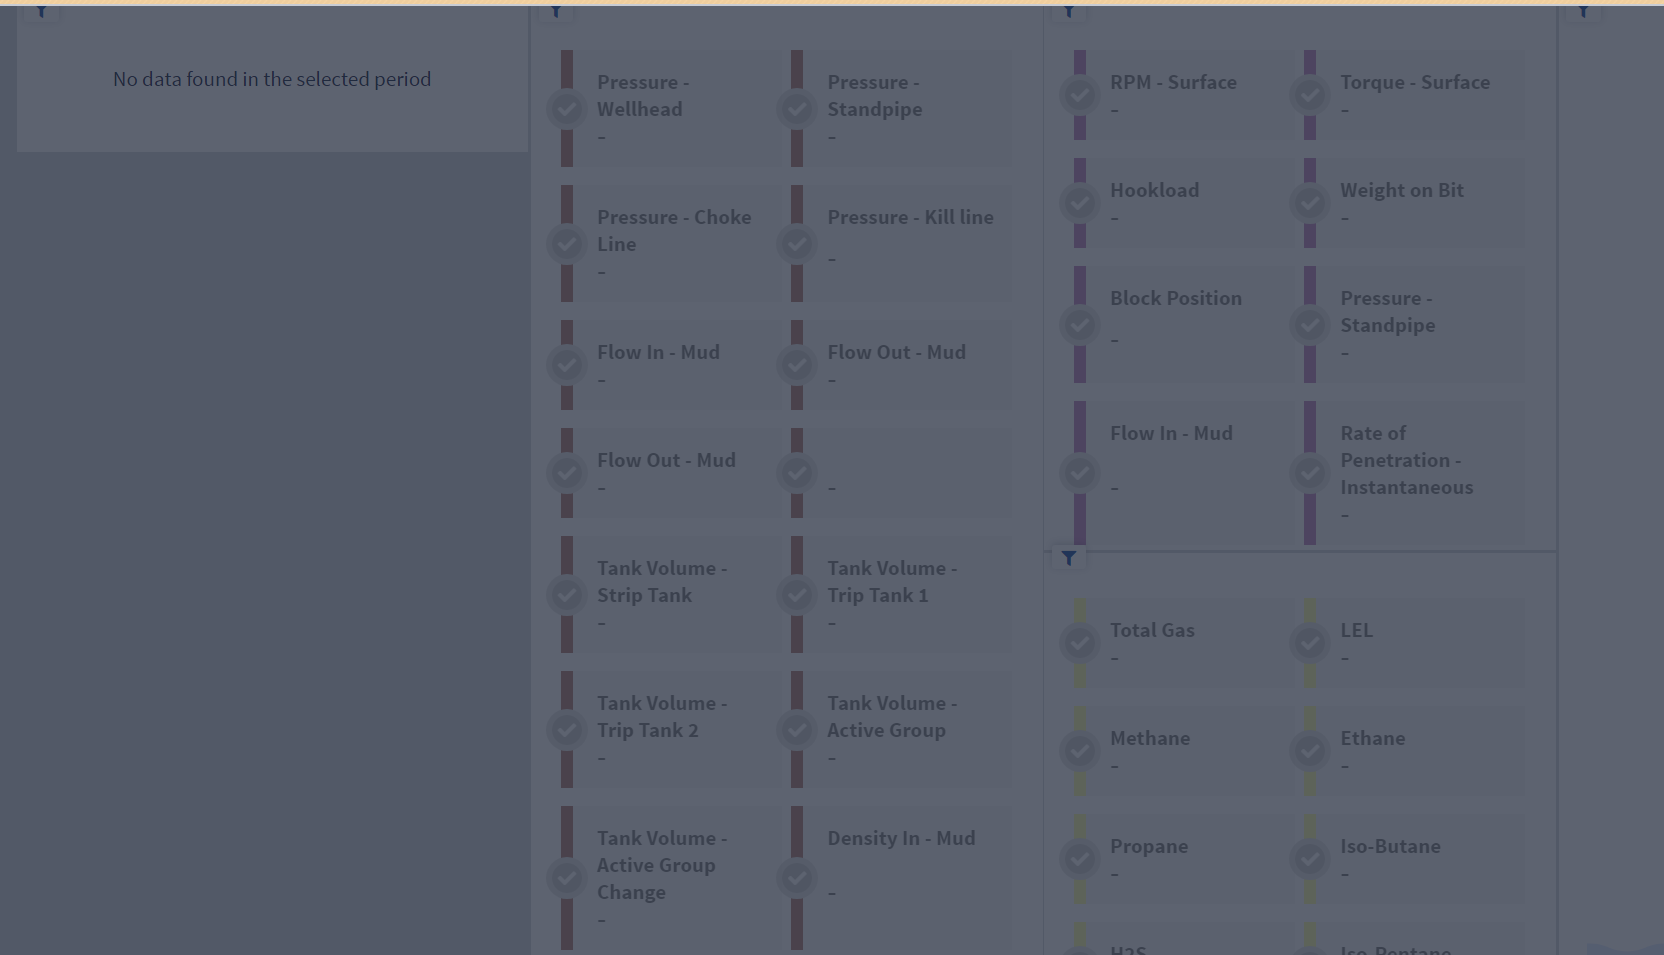 No data found in the selected period
Pressure -
Wellhead
–
Pressure -
Standpipe
–
Pressure - Choke
Line
–
Pressure - Kill line
–
Flow In - Mud
–
Flow Out - Mud
–
Flow Out - Mud
–
–
Tank Volume -
Strip Tank
–
Tank Volume -
Trip Tank 1
–
Tank Volume -
Trip Tank 2
–
Tank Volume -
Active Group
–
Tank Volume -
Active Group
Change
–
Density In - Mud
–
RPM - Surface
–
Torque - Surface
–
Hookload
–
Weight on Bit
–
Block Position
–
Pressure -
Standpipe
–
Flow In - Mud
–
Rate of
Penetration -
Instantaneous
–
Total Gas
–
LEL
–
Methane
–
Ethane
–
Propane
–
Iso-Butane
–
H2S
Iso-Pentane